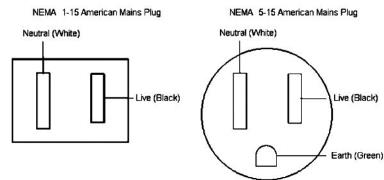 NEMA 1-15 American Mains Plug
Neutral (White)
Live (Black)
NEMA 5-15 American Mains Plug
Neutral (White)
Live (Black)
Earth (Green)